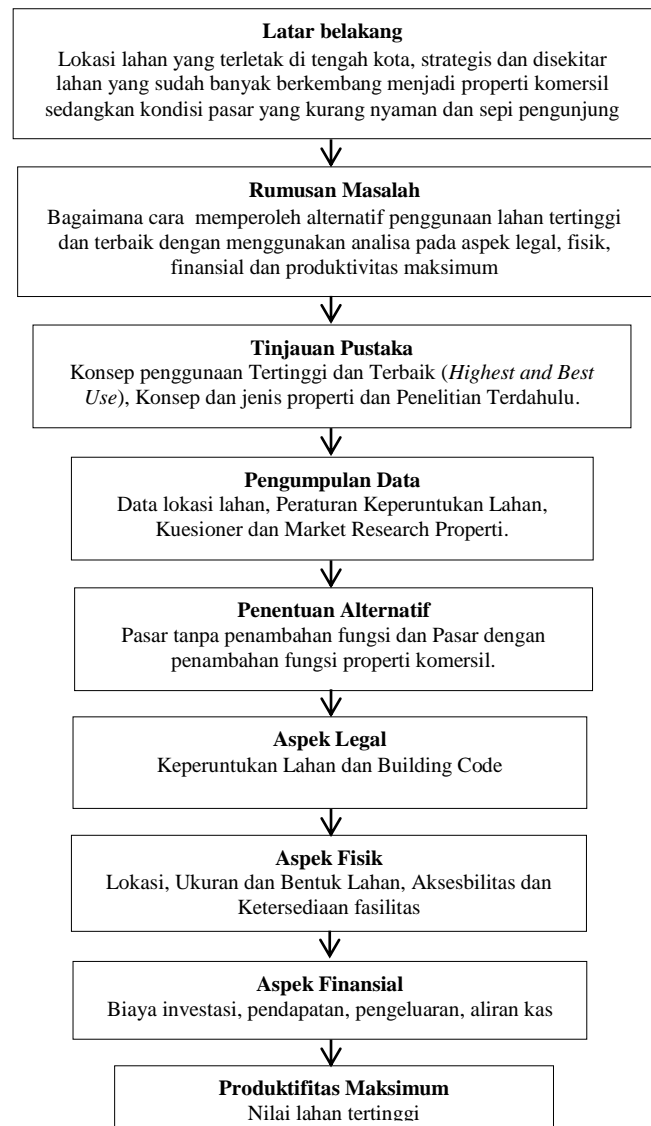 Latar belakang
Lokasi lahan yang terletak di tengah kota, strategis dan disekitar
lahan yang sudah banyak berkembang menjadi properti komersil
sedangkan kondisi pasar yang kurang nyaman dan sepi pengunjung
Rumusan Masalah
Bagaimana cara memperoleh alternatif penggunaan lahan tertinggi
dan terbaik dengan menggunakan analisa pada aspek legal, fisik,
finansial dan produktivitas maksimum
Tinjauan Pustaka
Konsep penggunaan Tertinggi dan Terbaik (Highest and Best
Use), Konsep dan jenis properti dan Penelitian Terdahulu.
Pengumpulan Data
Data lokasi lahan, Peraturan Keperuntukan Lahan,
Kuesioner dan Market Research Properti.
Penentuan Alternatif
Pasar tanpa penambahan fungsi dan Pasar dengan
penambahan fungsi properti komersil.
Aspek Legal
Keperuntukan Lahan dan Building Code
Aspek Fisik
Lokasi, Ukuran dan Bentuk Lahan, Aksesbilitas dan
Ketersediaan fasilitas
Aspek Finansial
Biaya investasi, pendapatan, pengeluaran, aliran kas
Produktifitas Maksimum
Nilai lahan tertinggi